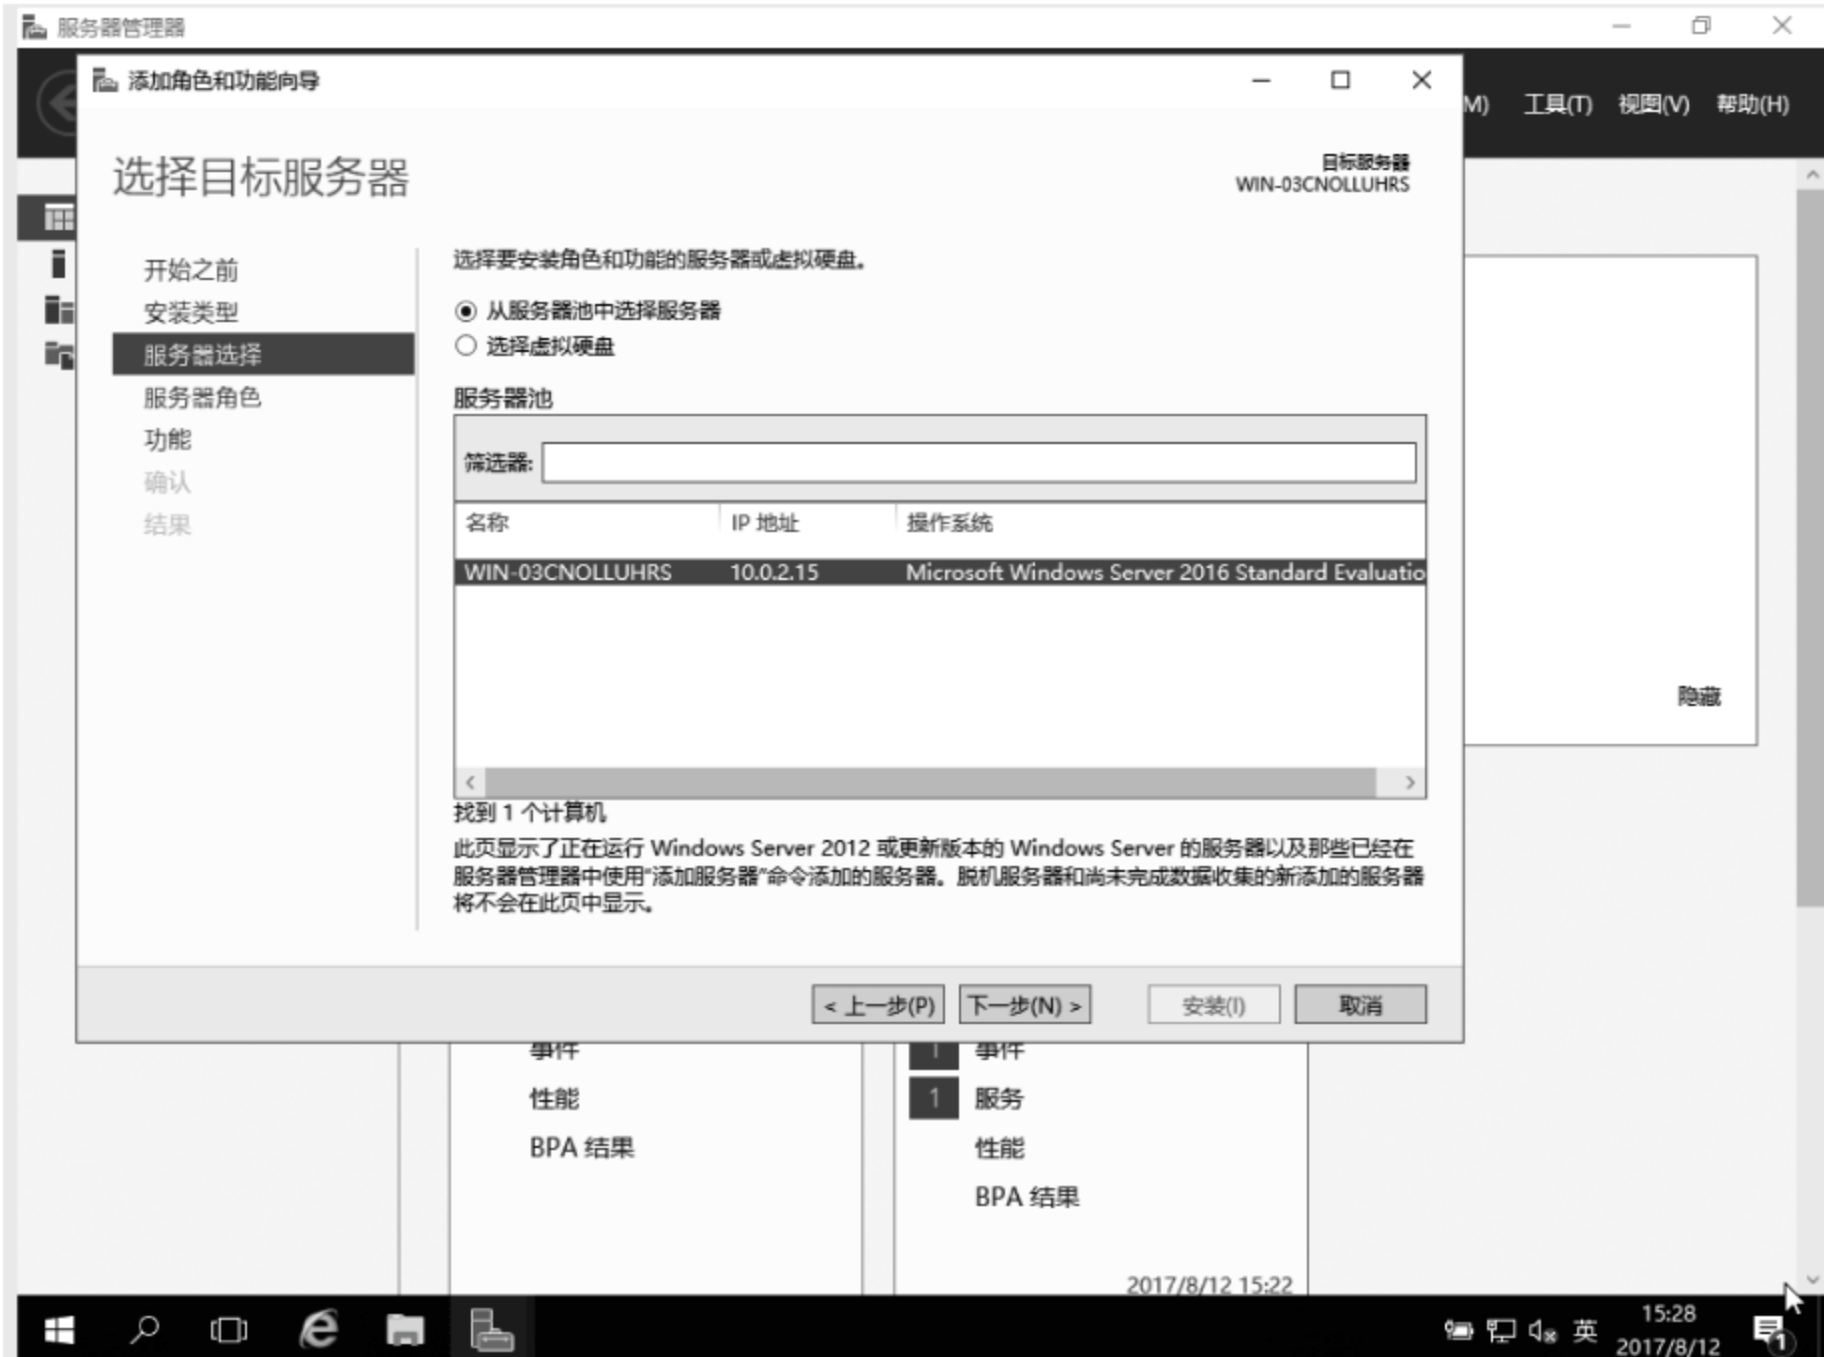 服务器管理器
添加角色和功能向导
M) 工具(T) 视图(V) 帮助(H)
选择目标服务器
目标服务器
WIN-03CNOLLUHRS
开始之前
安装类型
服务器选择
服务器角色
功能
确认
结果
选择要安装角色和功能的服务器或虚拟硬盘。
从服务器池中选择服务器
选择虚拟硬盘
服务器池
筛选器:
名称 IP 地址 操作系统
WIN-03CNOLLUHRS 10.0.2.15 Microsoft Windows Server 2016 Standard Evaluatio
找到 1 个计算机
此页显示了正在运行 Windows Server 2012 或更新版本的 Windows Server 的服务器以及那些已经在
服务器管理器中使用"添加服务器"命令添加的服务器。脱机服务器和尚未完成数据收集的新添加的服务器
将不会在此页中显示。
隐藏
< 上一步(P) 下一步(N) > 安装(I) 取消
事件
性能
BPA 结果
1 事件
1 服务
性能
BPA 结果
2017/8/12 15:22
英
15:28
2017/8/12
1